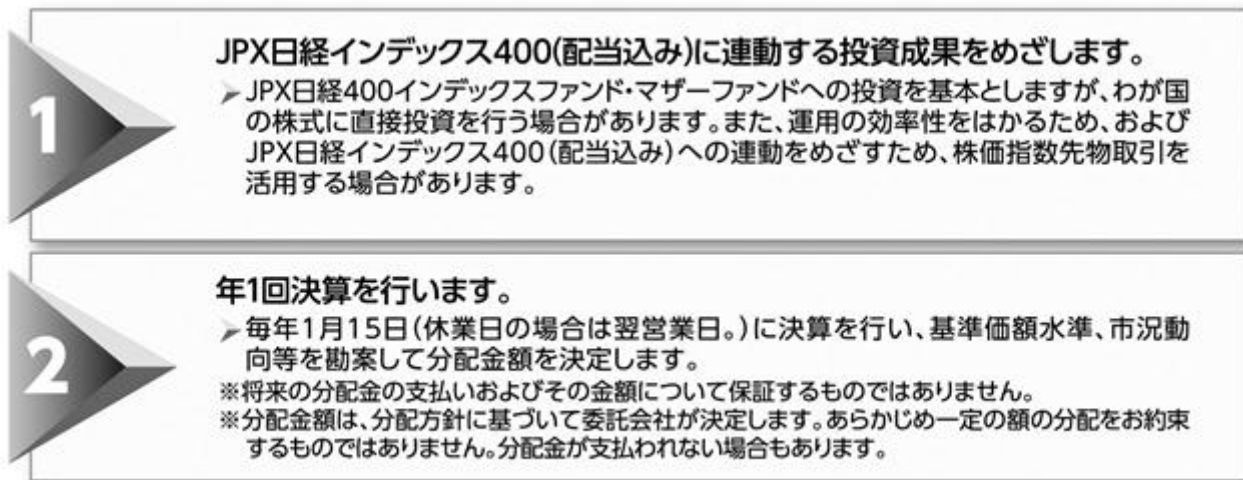 1
JPX日経インデックス400(配当込み)に連動する投資成果をめざします。
➢JPX日経400インデックスファンド・マザーファンドへの投資を基本としますが、わが国
の株式に直接投資を行う場合があります。また、運用の効率性をはかるため、および
JPX日経インデックス400(配当込み)への連動をめざすため、株価指数先物取引を
活用する場合があります。
2
年1回決算を行います。
➢毎年1月15日(休業日の場合は翌営業日。)に決算を行い、基準価額水準、市況動
向等を勘案して分配金額を決定します。
※将来の分配金の支払いおよびその金額について保証するものではありません。
※分配金額は、分配方針に基づいて委託会社が決定します。あらかじめ一定の額の分配をお約束
するものではありません。分配金が支払われない場合もあります。